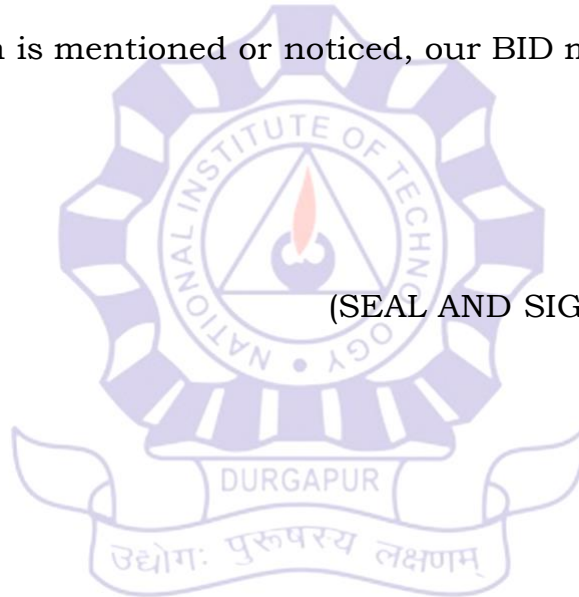 n is mentioned or noticed, our BID n
NATIONAL INSTITUTE OF TECHNOLOGY
(SEAL AND SIG
DURGAPUR
उद्योगः पुरूषस्य लक्षणम्